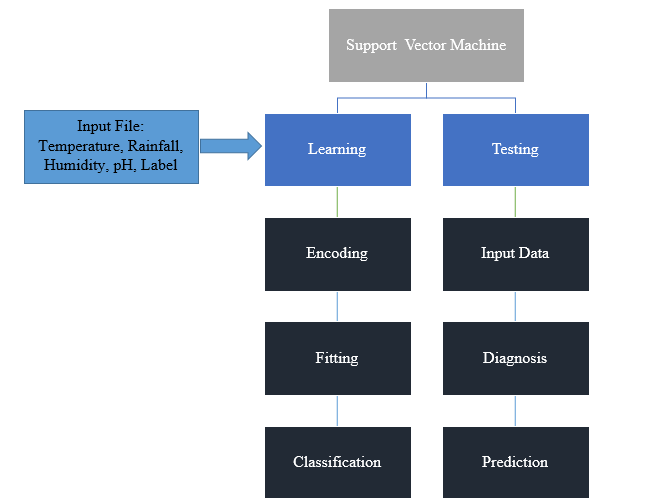 Support Vector Machine
Input File:
Temperature, Rainfall,
Humidity, pH, Label
Learning
Testing
Encoding
Input Data
Fitting
Diagnosis
Classification
Prediction